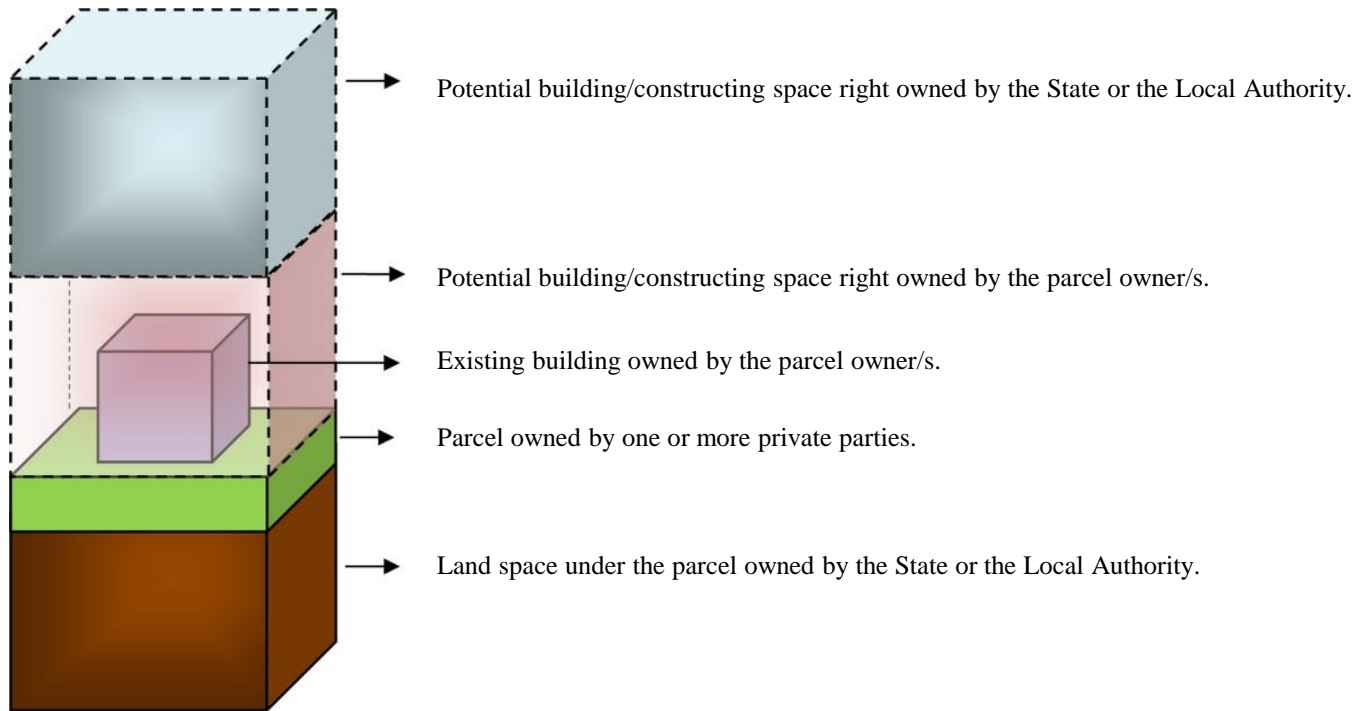 Potential building/constructing space right owned by the State or the Local Authority.
Potential building/constructing space right owned by the parcel owner/s.
Existing building owned by the parcel owner/s.
Parcel owned by one or more private parties.
Land space under the parcel owned by the State or the Local Authority.